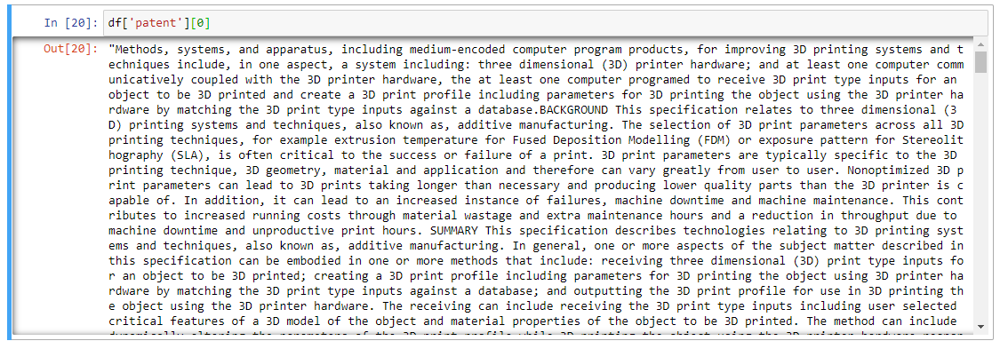 In [20]: df['patent'][0]
Out[20]: "Methods, systems, and apparatus, including medium-encoded computer program products, for improving 3D printing systems and t
echniques include, in one aspect, a system including: three dimensional (3D) printer hardware; and at least one computer comm
unicatively coupled with the 3D printer hardware, the at least one computer programed to receive 3D print type inputs for an
object to be 3D printed and create a 3D print profile including parameters for 3D printing the object using the 3D printer ha
rdware by matching the 3D print type inputs against a database.BACKGROUND This specification relates to three dimensional (3
D) printing systems and techniques, also known as, additive manufacturing. The selection of 3D print parameters across all 3D
printing techniques, for example extrusion temperature for Fused Deposition Modelling (FDM) or exposure pattern for Stereolit
hography (SLA), is often critical to the success or failure of a print. 3D print parameters are typically specific to the 3D
printing technique, 3D geometry, material and application and therefore can vary greatly from user to user. Nonoptimized 3D p
rint parameters can lead to 3D prints taking longer than necessary and producing lower quality parts than the 3D printer is c
apable of. In addition, it can lead to an increased instance of failures, machine downtime and machine maintenance. This cont
ributes to increased running costs through material wastage and extra maintenance hours and a reduction in throughput due to
machine downtime and unproductive print hours. SUMMARY This specification describes technologies relating to 3D printing syst
ems and techniques, also known as, additive manufacturing. In general, one or more aspects of the subject matter described in
this specification can be embodied in one or more methods that include: receiving three dimensional (3D) print type inputs fo
r an object to be 3D printed; creating a 3D print profile including parameters for 3D printing the object using 3D printer ha
rdware by matching the 3D print type inputs against a database; and outputting the 3D print profile for use in 3D printing th
e object using the 3D printer hardware. The receiving can include receiving the 3D print type inputs including user selected
critical features of a 3D model of the object and material properties of the object to be 3D printed. The method can include